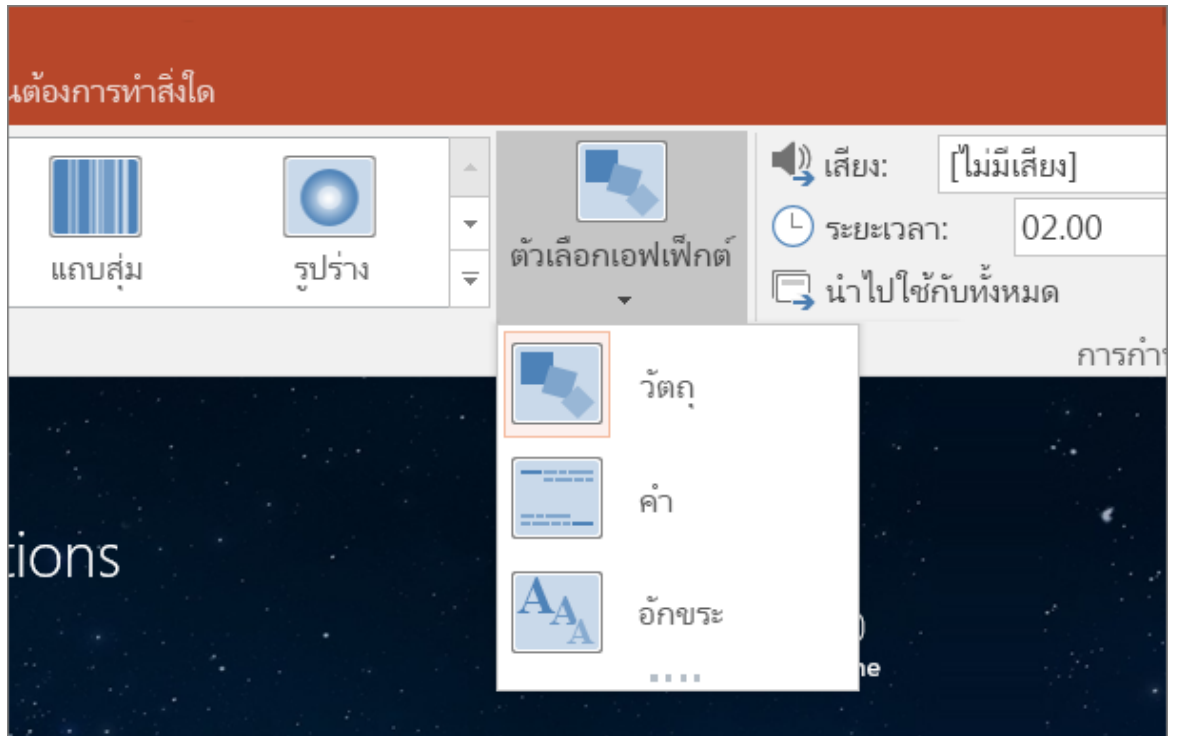 นต้องการทำสิ่งใด
แถบสุ่ม
รูปร่าง
ตัวเลือกเอฟเฟ็กต์
เสียง: [ไม่มีเสียง]
ระยะเวลา: 02.00
นำไปใช้กับทั้งหมด
การกำ
วัตถุ
คำ
อักขระ
tions
ne